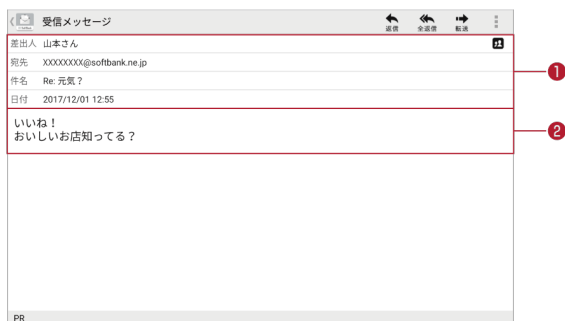 受信メッセージ
返信 全返信 転送
差出人 山本さん
宛先 XXXXXXXX@softbank.ne.jp
件名 Re: 元気？
日付 2017/12/01 12:55
❶
いいね！
おいしいお店知ってる？
❷
PR